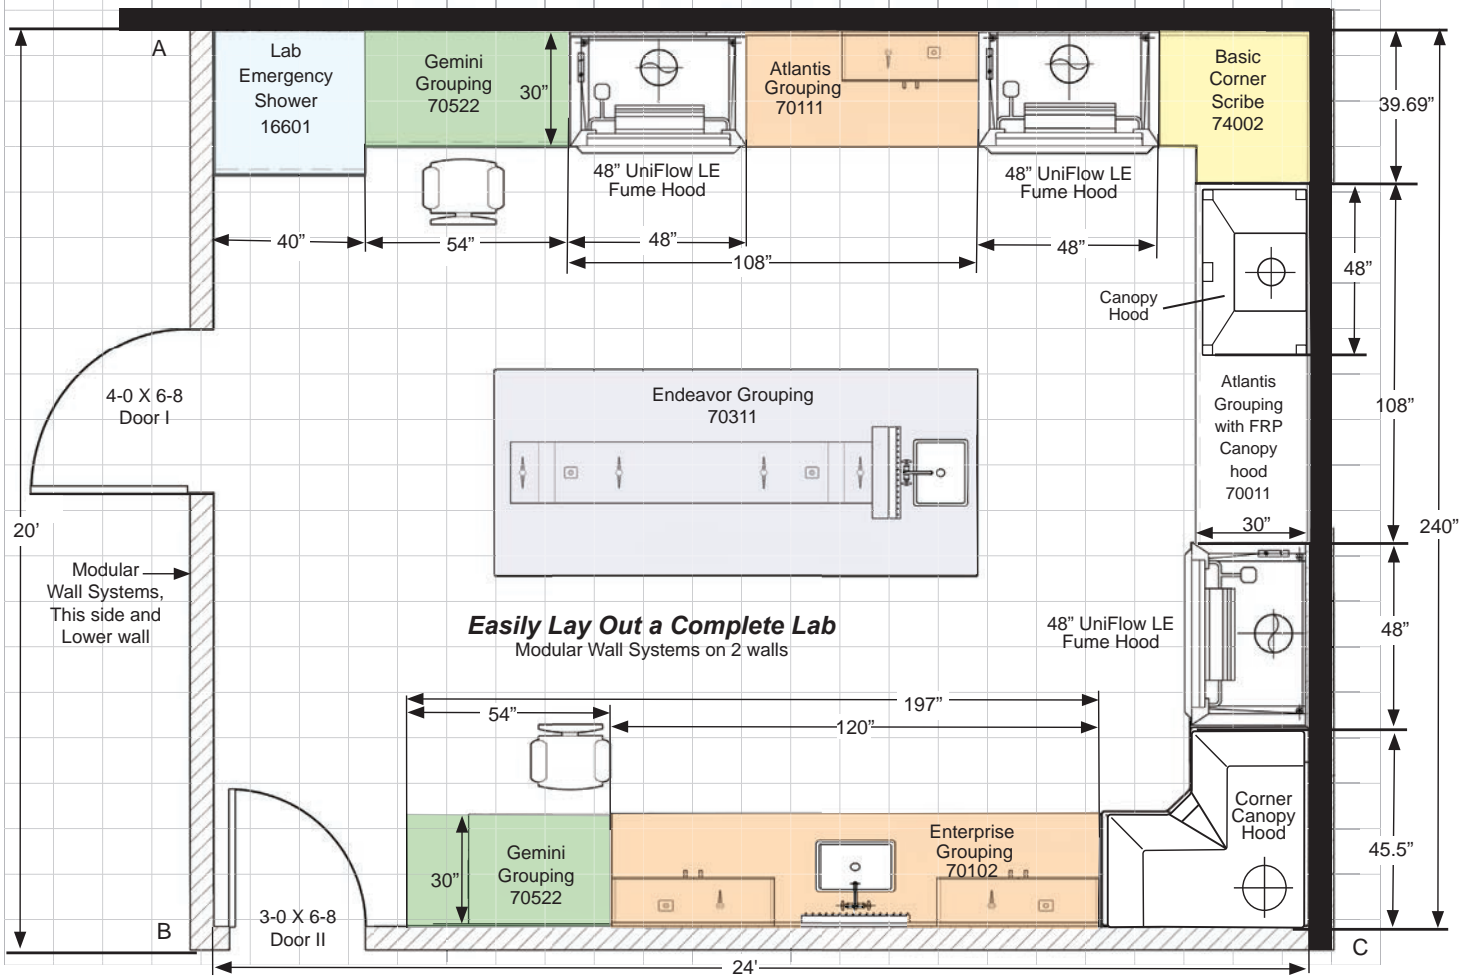 A
Lab
Emergency
Shower
16601
Gemini
Grouping
70522
30”
Atlantis
Grouping
70111
Basic
Corner
Scribe
74002
39.69”
48” UniFlow LE
Fume Hood
48” UniFlow LE
Fume Hood
40”
54”
48”
108”
48”
48”
Canopy
Hood
4-0 X 6-8
Door I
Endeavor Grouping
70311
Atlantis
Grouping
with FRP
Canopy
hood
70011
108”
30”
20’
240”
Modular
Wall Systems,
This side and
Lower wall
Easily Lay Out a Complete Lab
Modular Wall Systems on 2 walls
48” UniFlow LE
Fume Hood
48”
197”
54”
120”
Corner
Canopy
Hood
45.5”
Gemini
Grouping
70522
30”
Enterprise
Grouping
70102
3-0 X 6-8
Door II
B
C
24'